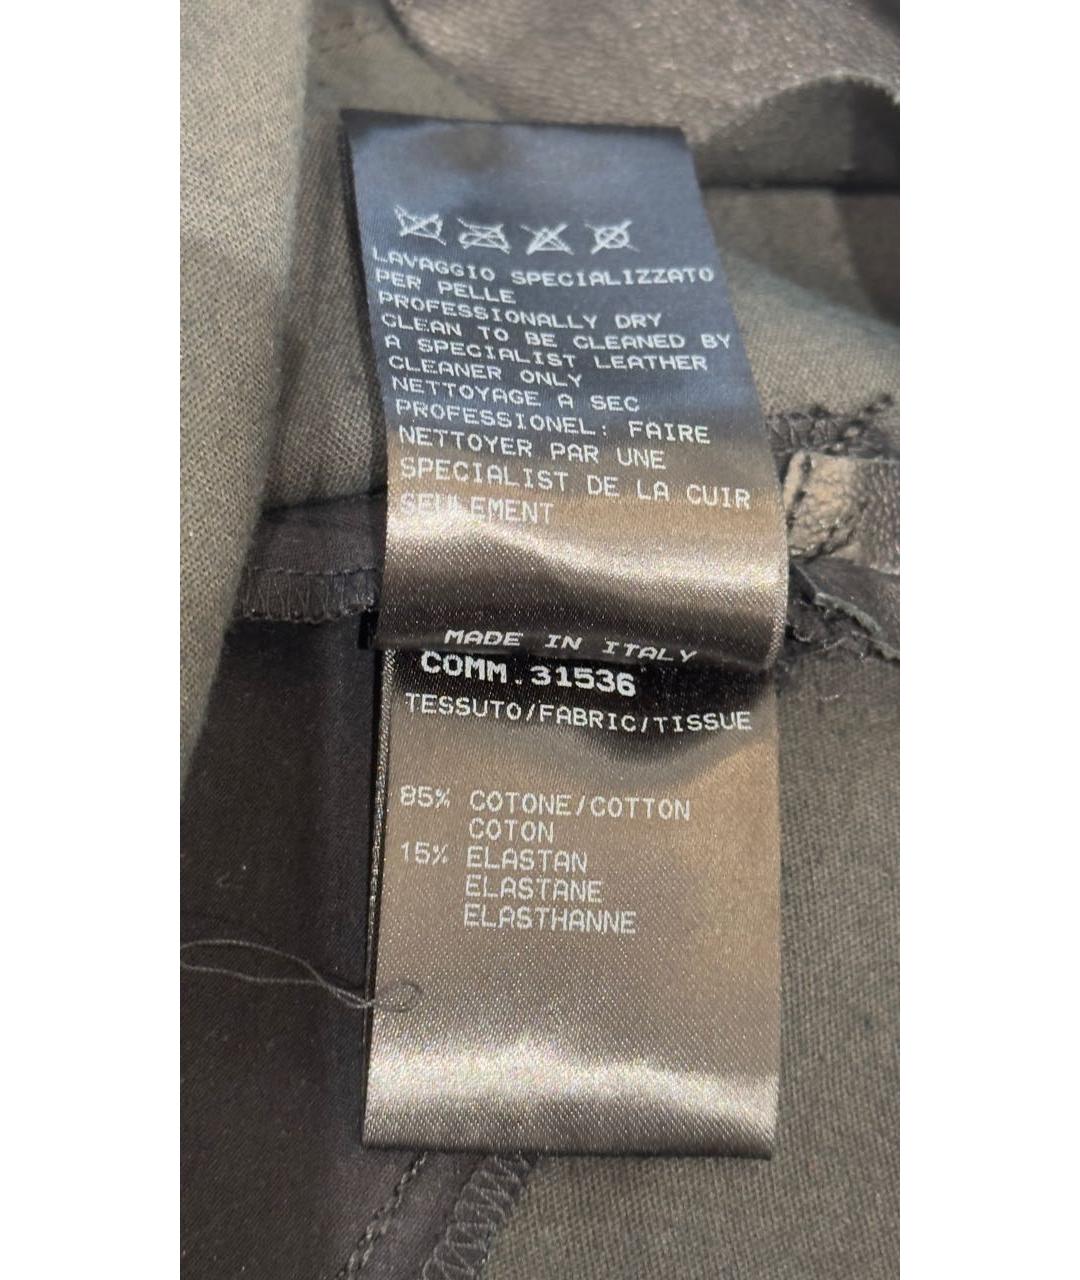 LAVAGGIO SPECIALIZZATO
PER PELLE
PROFESSIONALLY DRY
CLEAN TO BE CLEANED BY
A SPECIALIST LEATHER
CLEANER ONLY
NETTOYAGE A SEC
PROFESSIONEL: FAIRE
NETTOYER PAR UNE
SPECIALIST DE LA CUIR
SEULEMENT
MADE IN ITALY
COMM.31536
TESSUTO/FABRIC/TISSUE
85% COTONE/COTTON
COTON
15% ELASTAN
ELASTANE
ELASTHANNE